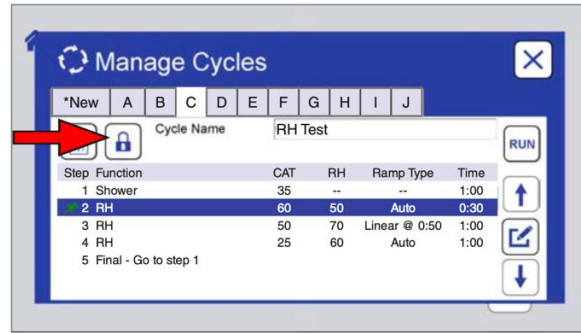 Manage Cycles
*New A B C D E F G H I J
Cycle Name RH Test
RUN
Step Function CAT RH Ramp Type Time
1 Shower 35 -- -- 1:00
2 RH 60 50 Auto 0:30
3 RH 50 70 Linear @ 0:50 1:00
4 RH 25 60 Auto 1:00
5 Final - Go to step 1